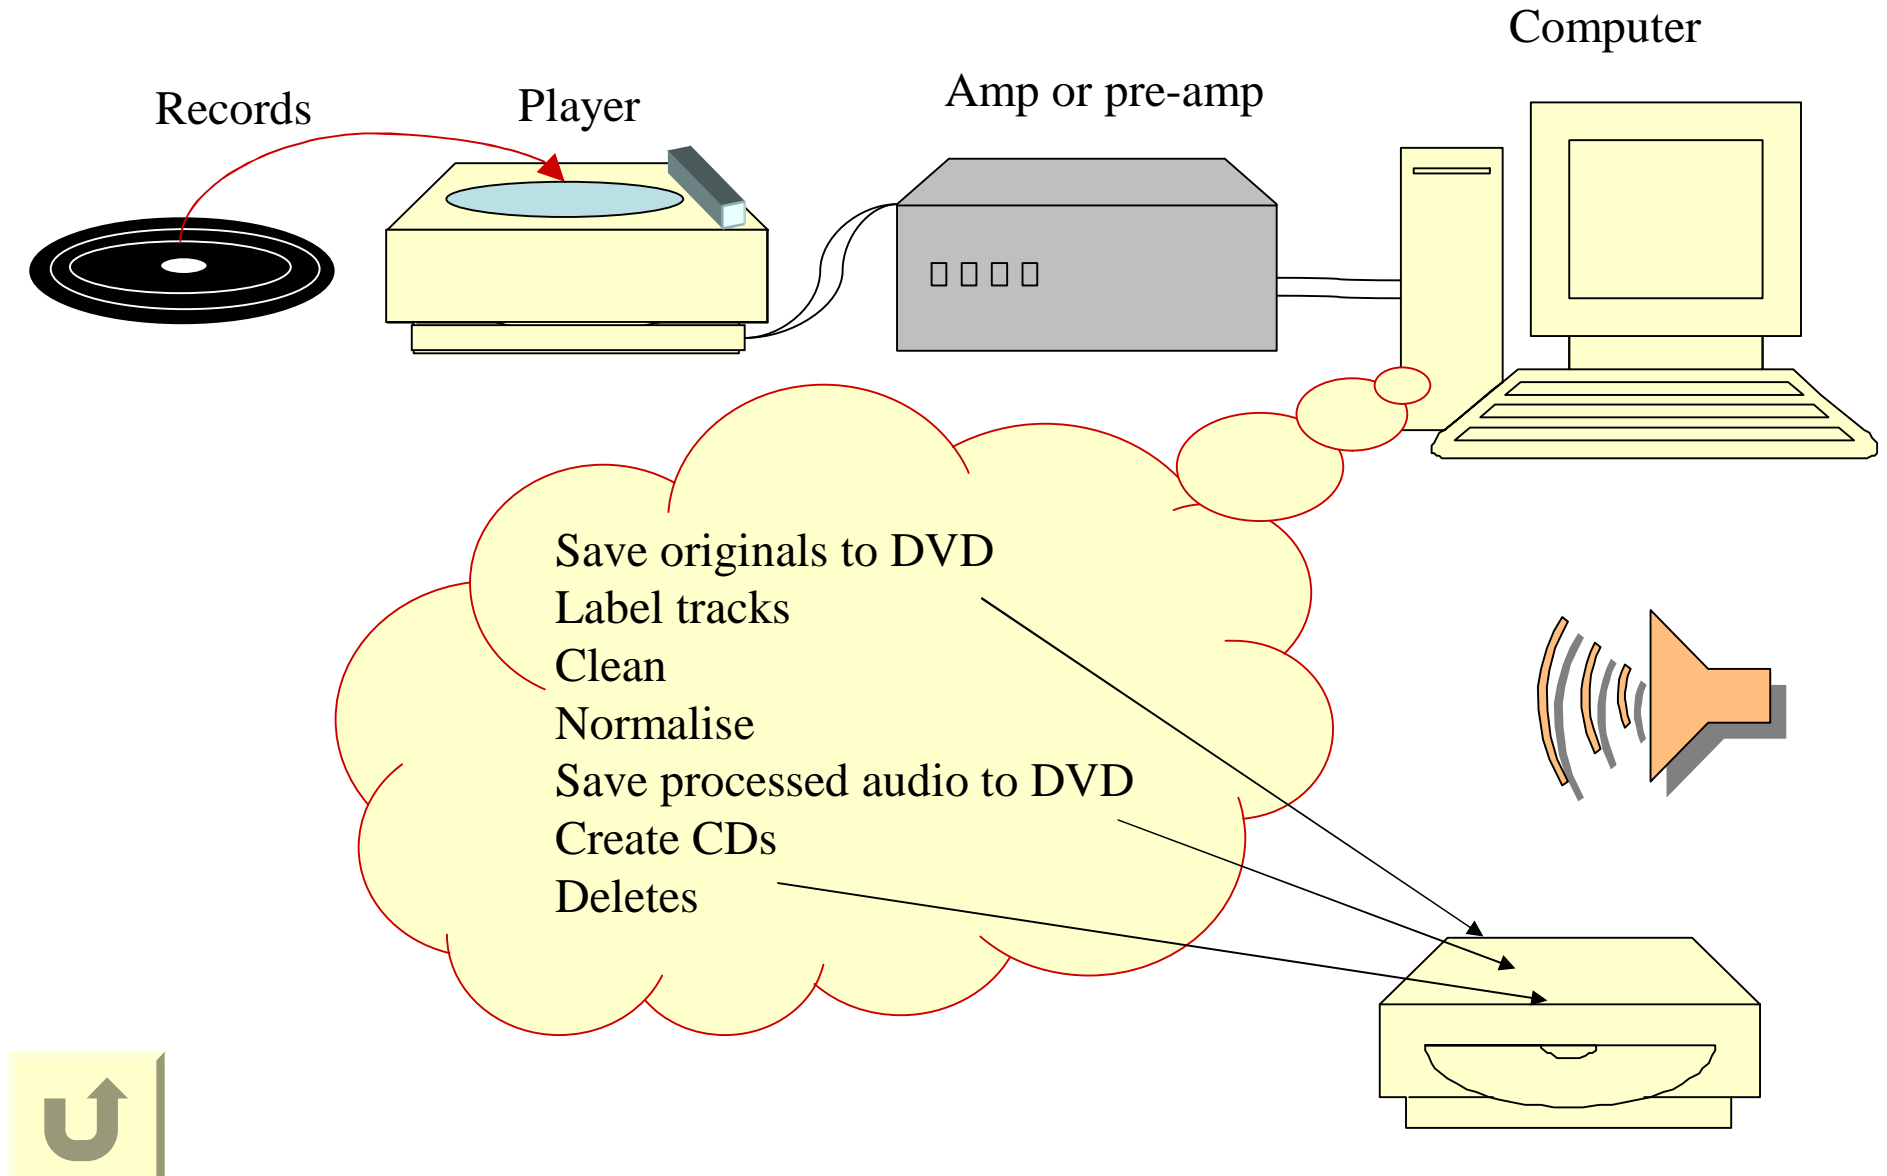 Computer
Records
Player
Amp or pre-amp
Save originals to DVD
Label tracks
Clean
Normalise
Save processed audio to DVD
Create CDs
Deletes